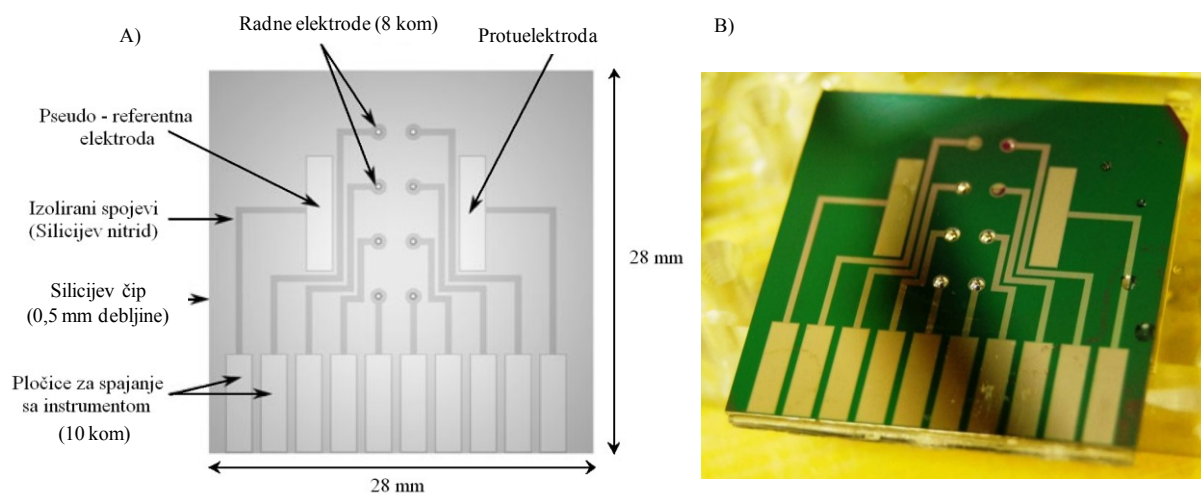 A)
Radne elektrode (8 kom)
Protuelektroda
B)
Pseudo - referentna
elektroda
Izolirani spojevi
(Silicijev nitrid)
28 mm
Silicijev čip
(0,5 mm debljine)
Pločice za spajanje
sa instrumentom
(10 kom)
28 mm